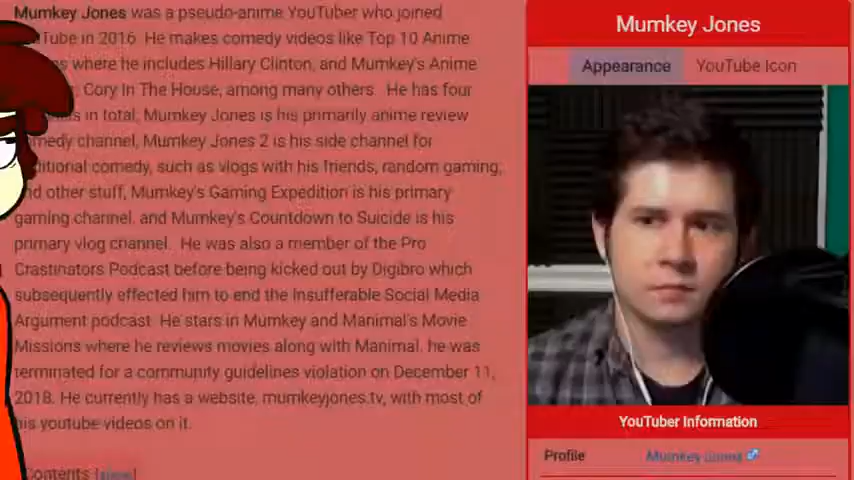 Mumkey Jones was a pseudo-anime YouTuber who joined
Tube in 2016. He makes comedy videos like Top 10 Anime
where he includes Hillary Clinton, and Mumkey's Anime
Cory In The House, among many others. He has four
in total, Mumkey Jones is his primarily anime review
medy channel, Mumkey Jones 2 is his side channel for
ditional comedy, such as vlogs with his friends, random gaming,
nd other stuff, Mumkey's Gaming Expedition is his primary
gaming channel, and Mumkey's Countdown to Suicide is his
primary vlog channel. He was also a member of the Pro
Crastinators Podcast before being kicked out by Digibro which
subsequently effected him to end the Insufferable Social Media
Argument podcast. He stars in Mumkey and Manimal's Movie
Missions where he reviews movies along with Manimal. he was
terminated for a community guidelines violation on December 11,
2018. He currently has a website, mumkeyjones.tv, with most of
his youtube videos on it.
Contents
Mumkey Jones
Appearance YouTube Icon
YouTuber Information
Profile Mumkey Jones